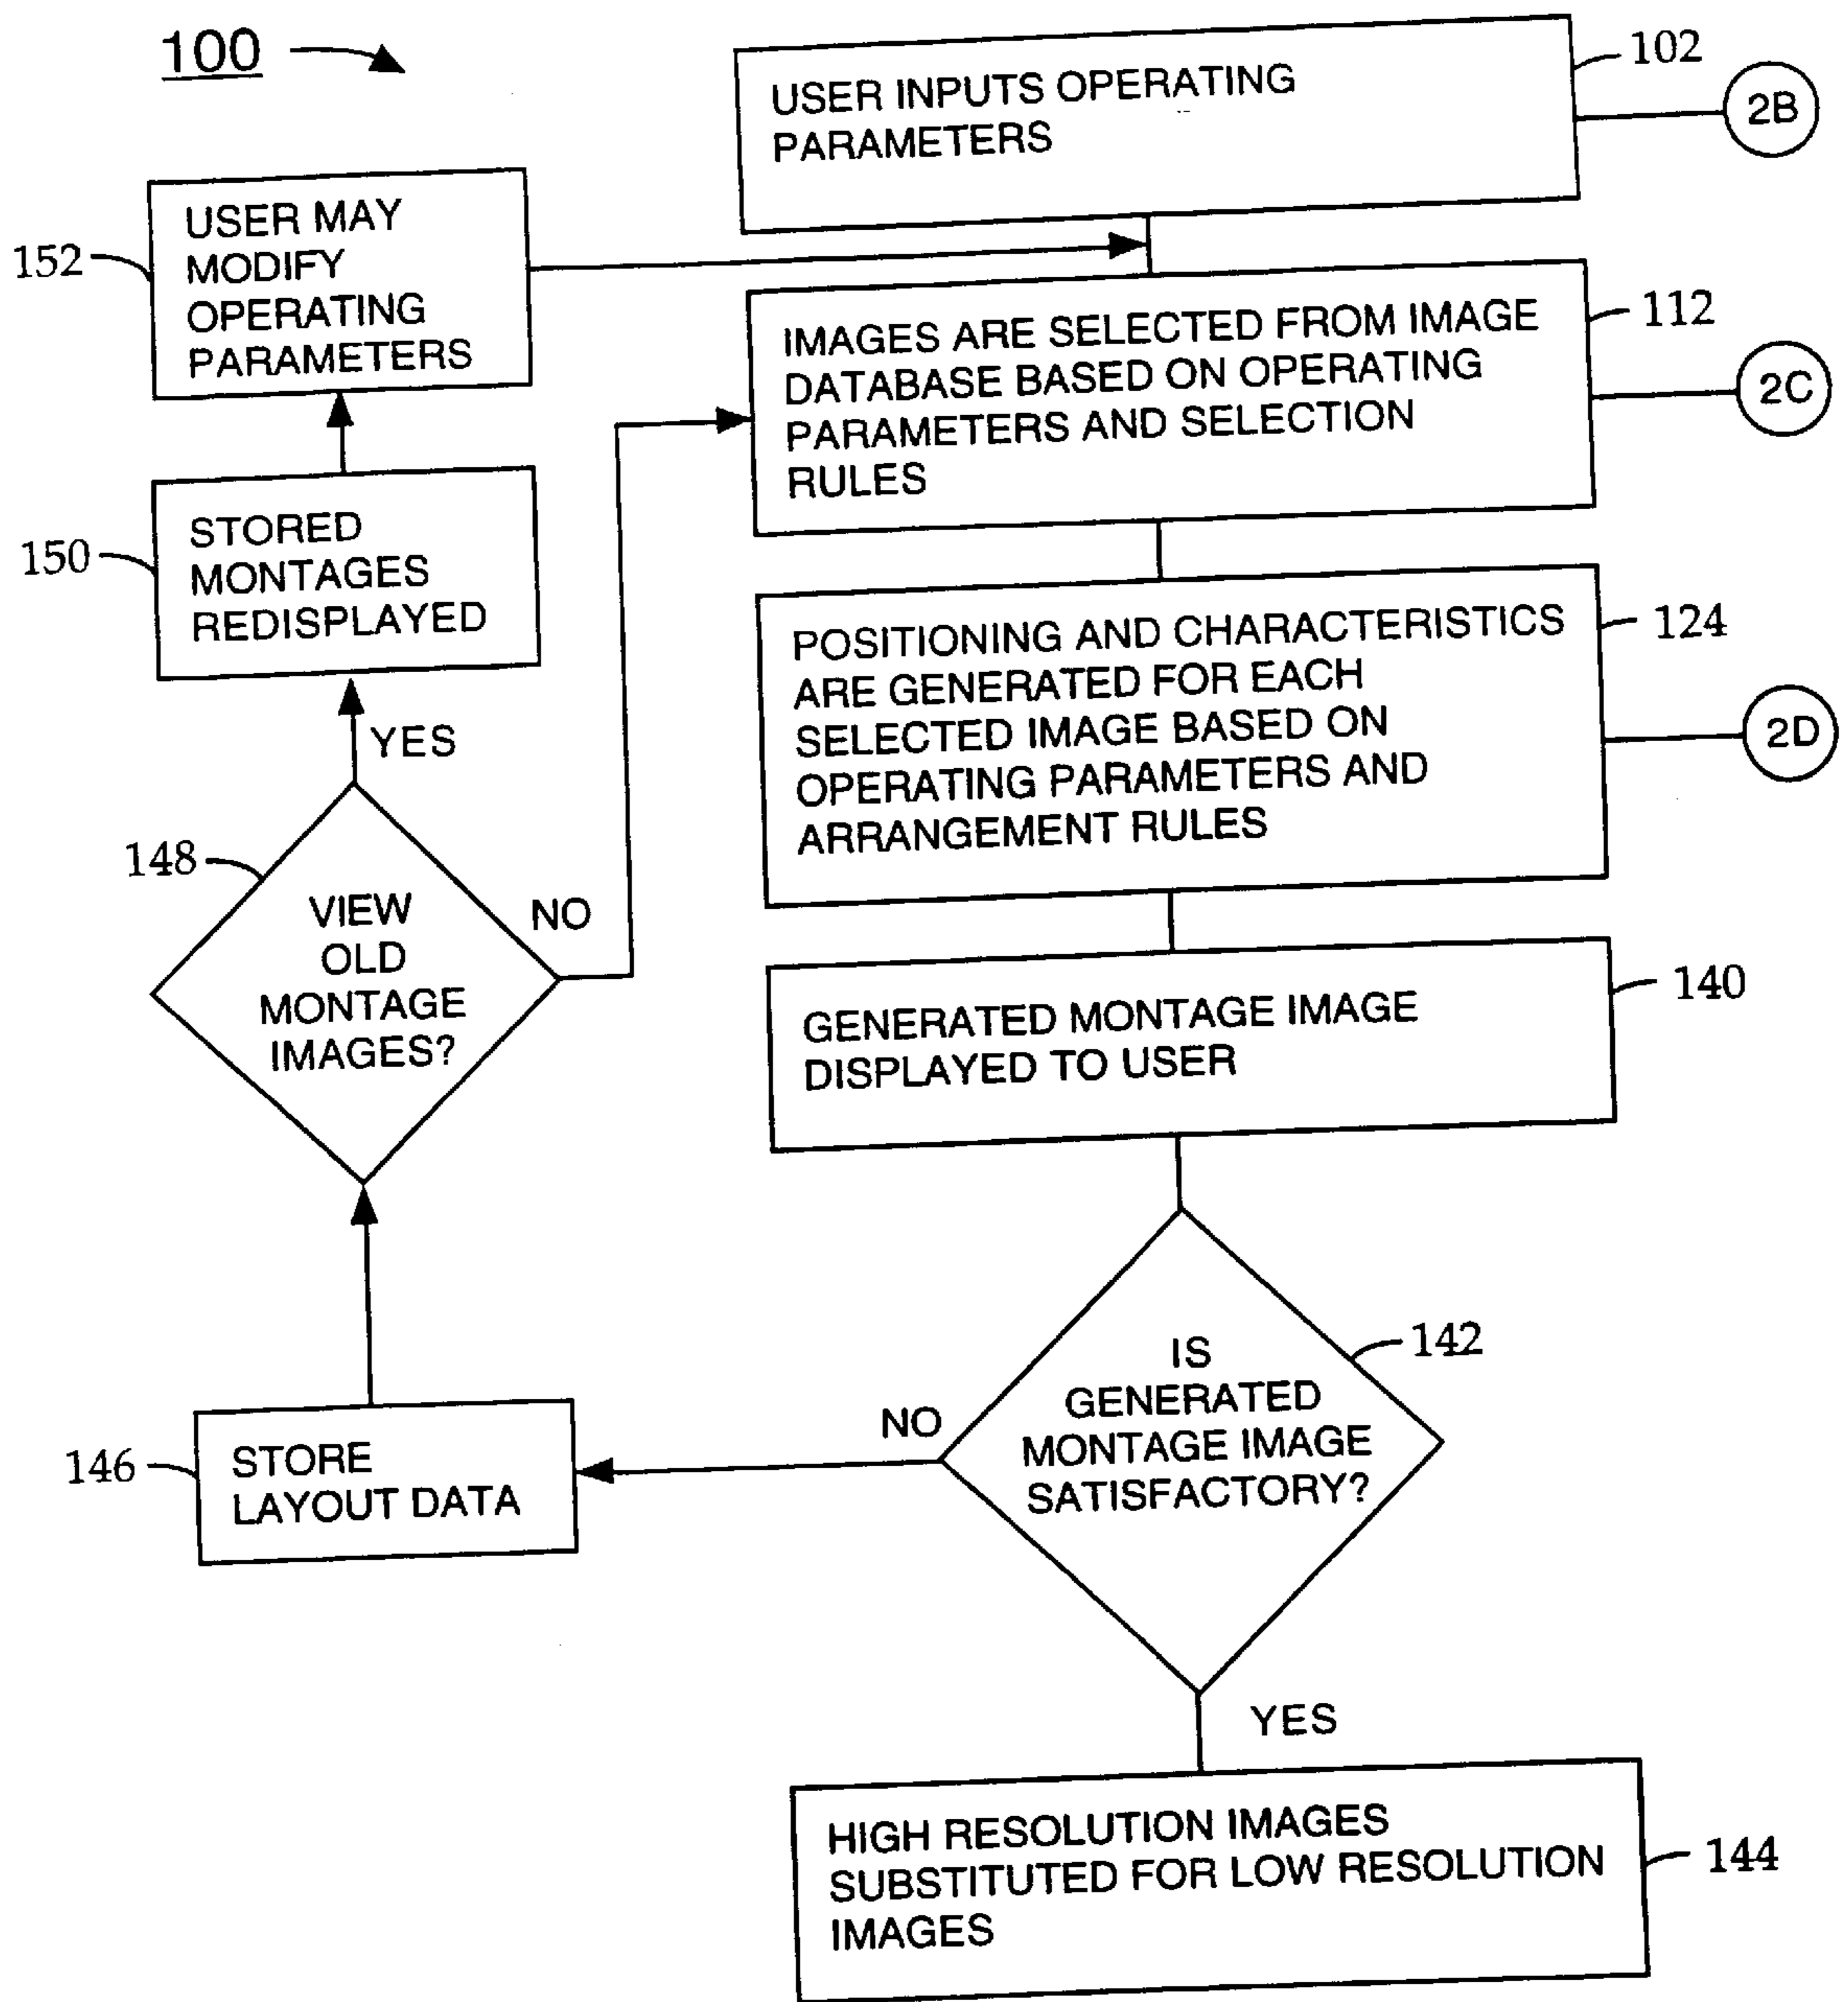 100
USER INPUTS OPERATING
PARAMETERS
102
2B
USER MAY
MODIFY
OPERATING
PARAMETERS
152
IMAGES ARE SELECTED FROM IMAGE
DATABASE BASED ON OPERATING
PARAMETERS AND SELECTION
RULES
112
2C
STORED
MONTAGES
REDISPLAYED
150
POSITIONING AND CHARACTERISTICS
ARE GENERATED FOR EACH
SELECTED IMAGE BASED ON
OPERATING PARAMETERS AND
ARRANGEMENT RULES
124
2D
YES
148
VIEW
OLD
MONTAGE
IMAGES?
NO
GENERATED MONTAGE IMAGE
DISPLAYED TO USER
140
IS
GENERATED
MONTAGE IMAGE
SATISFACTORY?
142
NO
146
STORE
LAYOUT DATA
YES
HIGH RESOLUTION IMAGES
SUBSTITUTED FOR LOW RESOLUTION
IMAGES
144